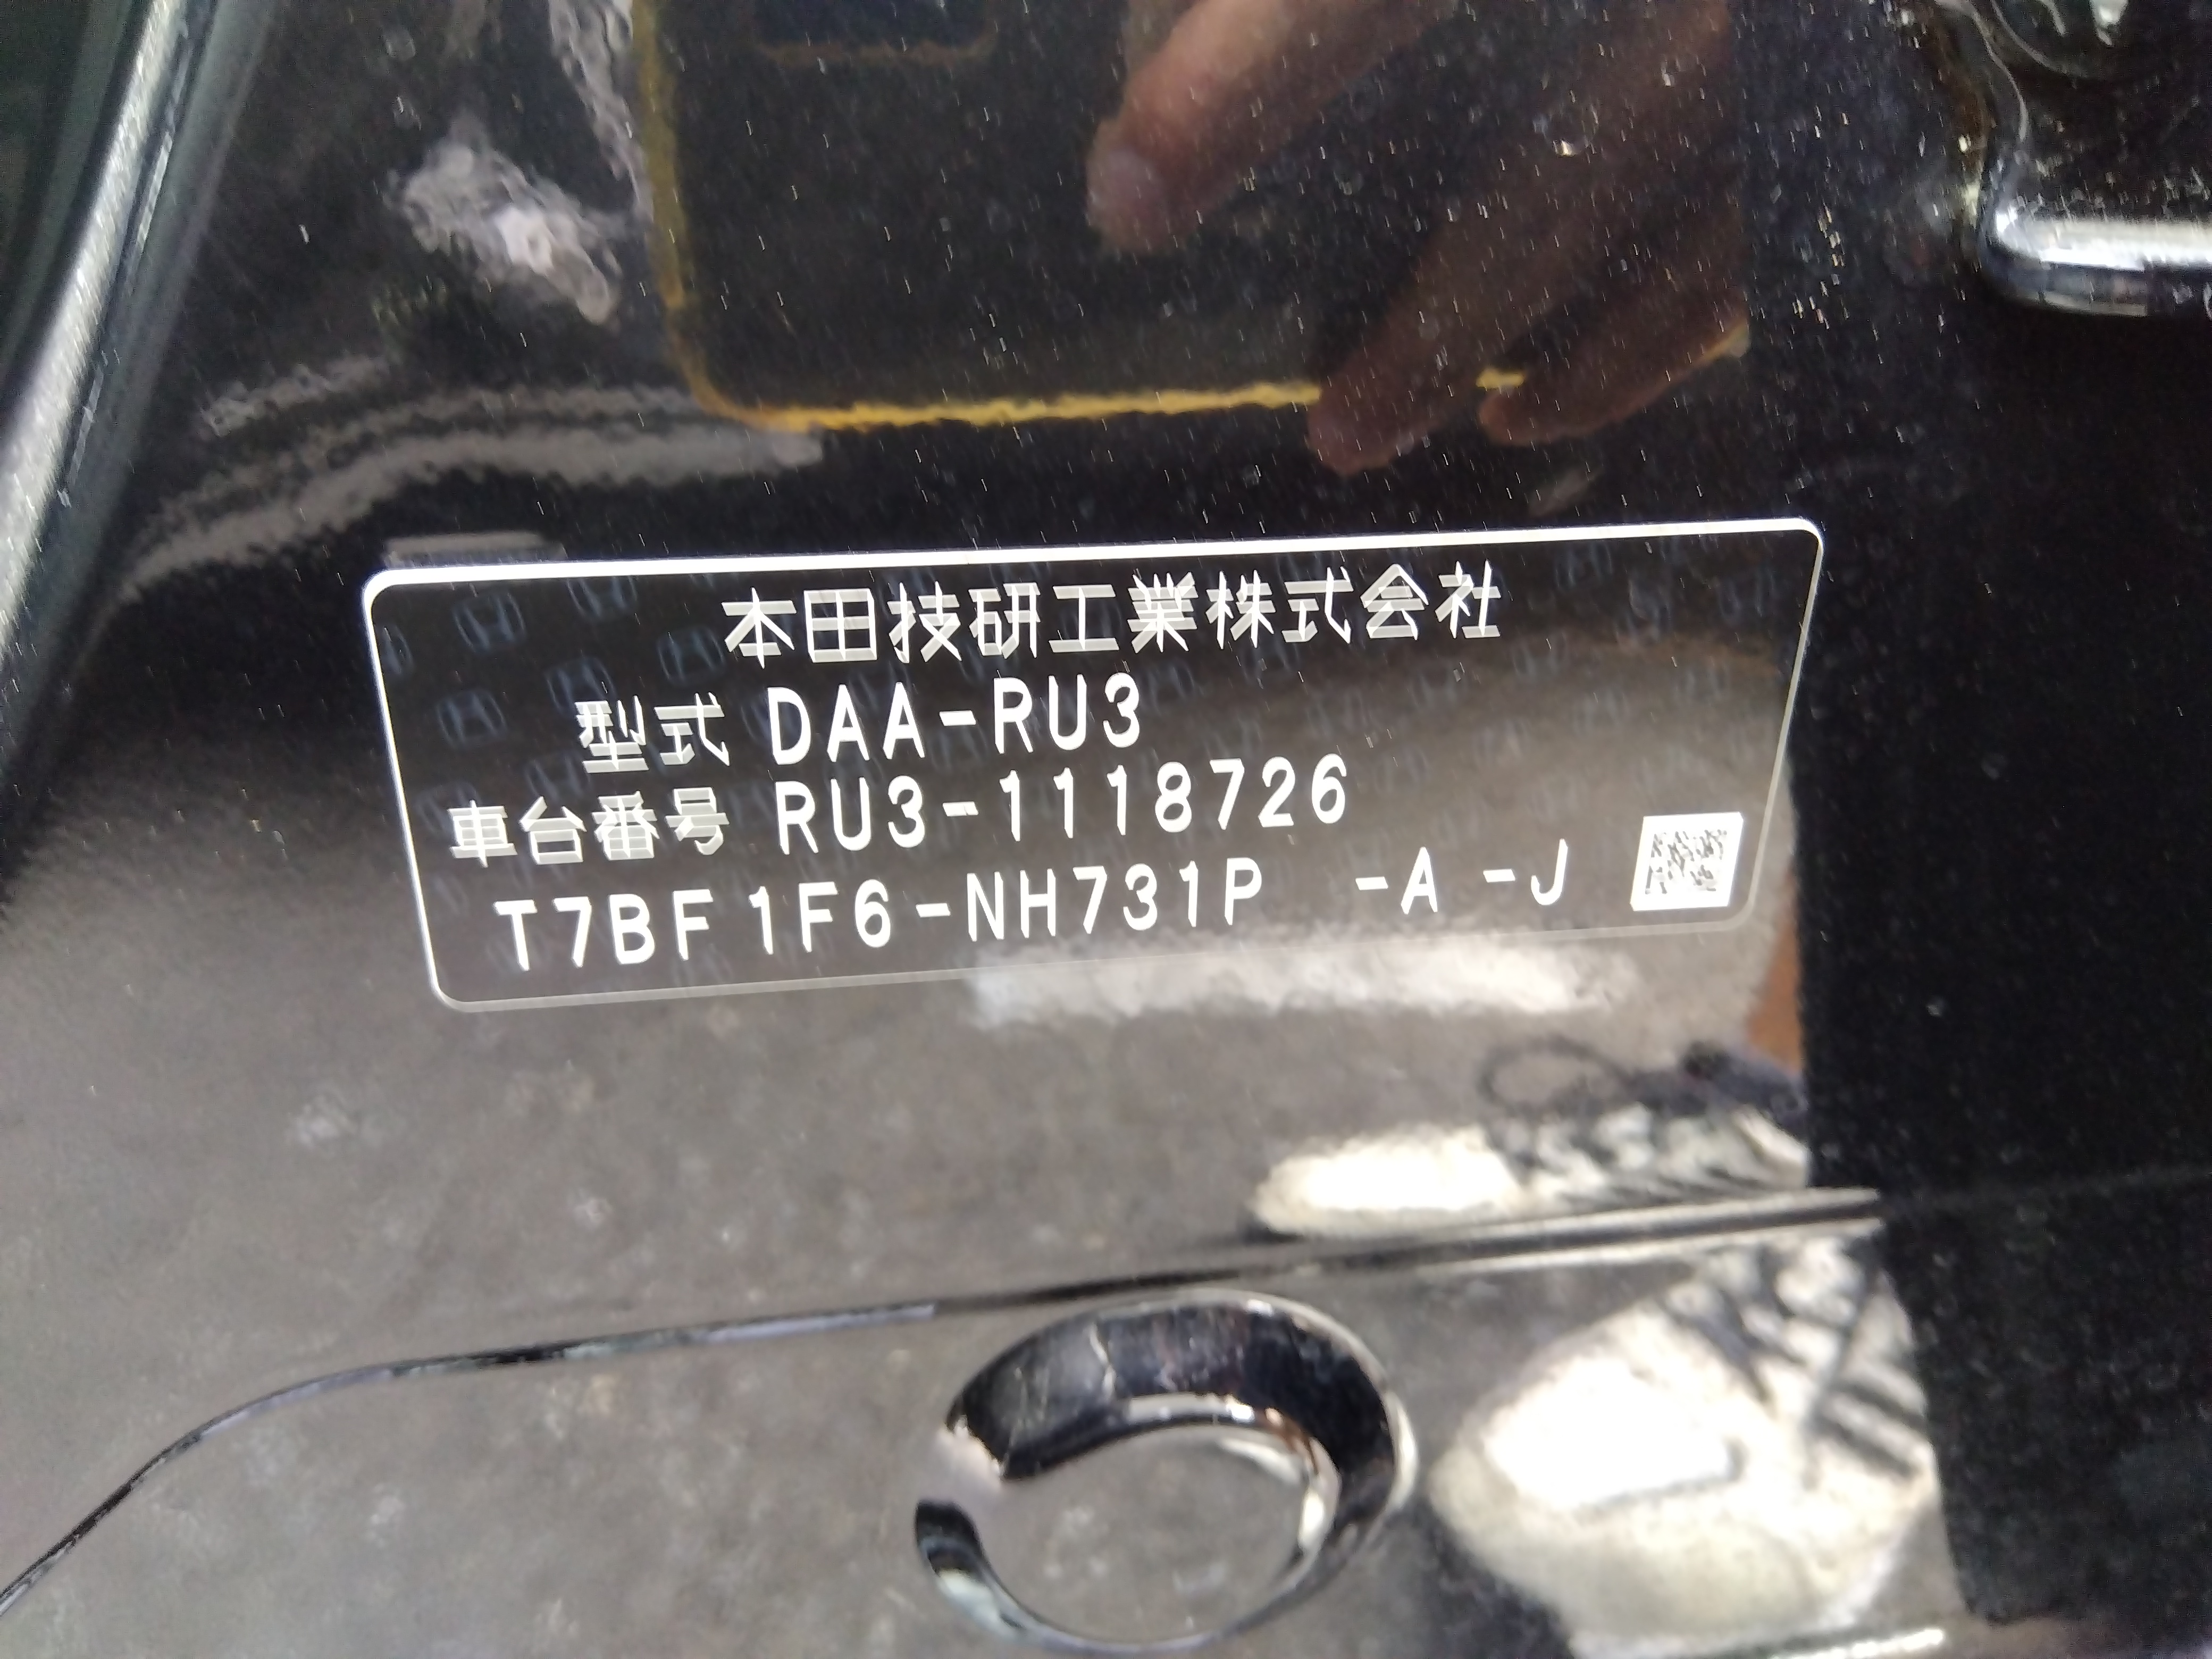 本田技研工業株式会社
型式 DAA-RU3
車台番号 RU3-1118726
T7BF1F6-NH731P -A -J